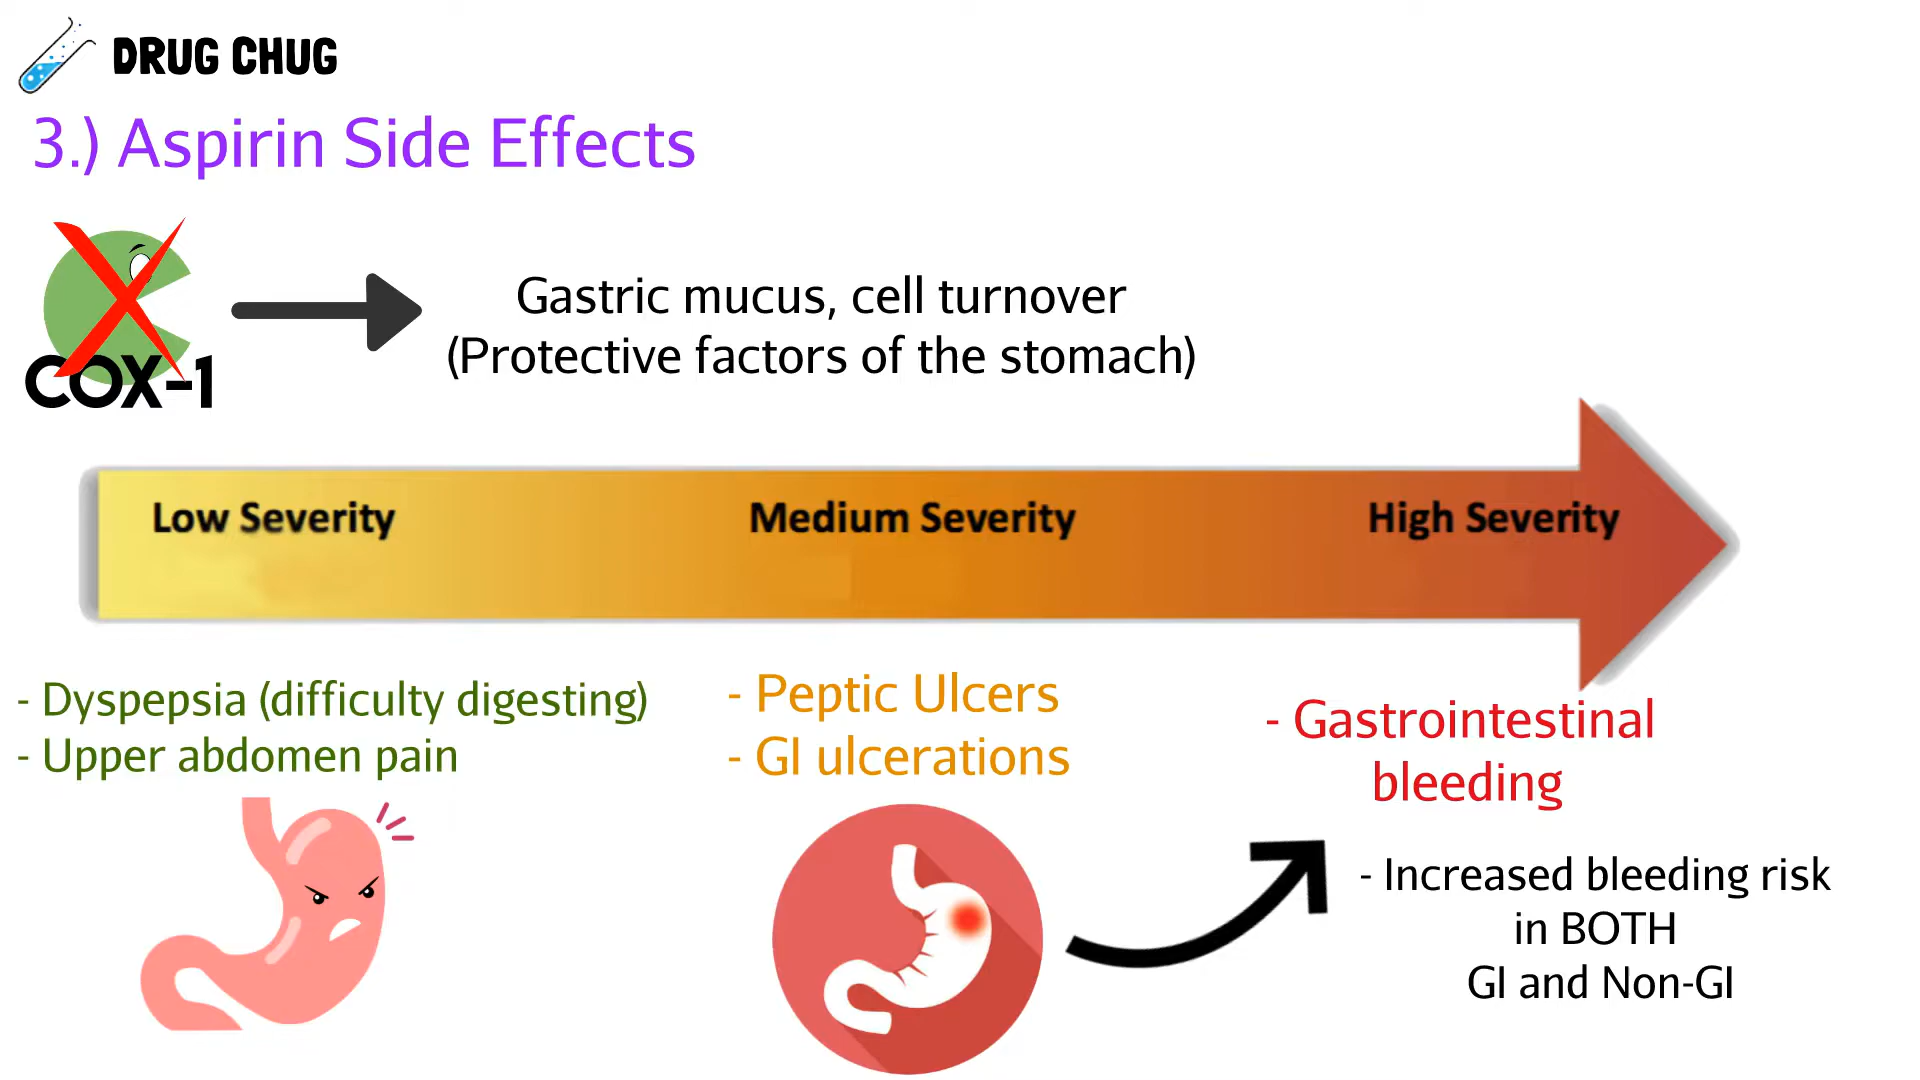 DRUG CHUG
3.) Aspirin Side Effects
COX-1
Gastric mucus, cell turnover
(Protective factors of the stomach)
Low Severity
Medium Severity
High Severity
- Dyspepsia (difficulty digesting)
- Upper abdomen pain
- Peptic Ulcers
- GI ulcerations
- Gastrointestinal
bleeding
- Increased bleeding risk
in BOTH
GI and Non-GI